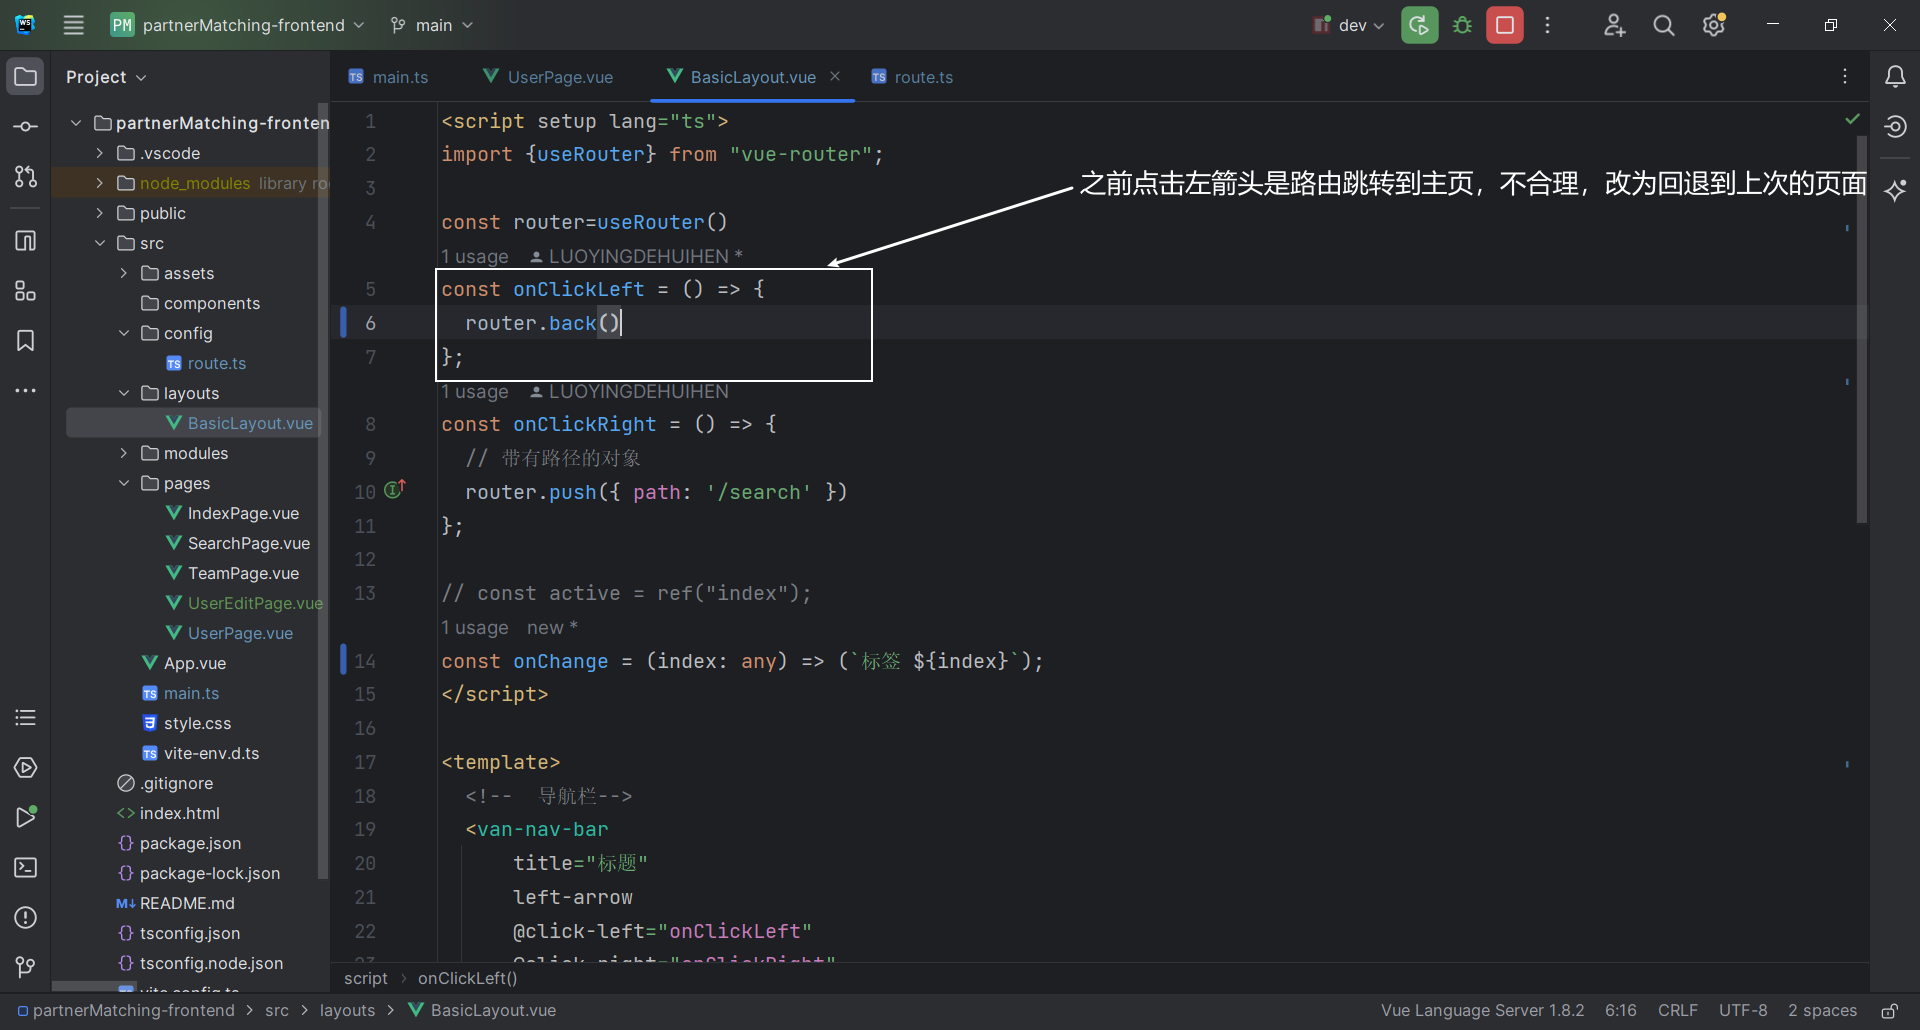 WS
PM partnerMatching-frontend main
dev
Project
main.ts UserPage.vue BasicLayout.vue route.ts
partnerMatching-fronten
.vscode
node_modules library ro
public
src
assets
components
config
route.ts
layouts
BasicLayout.vue
modules
pages
IndexPage.vue
SearchPage.vue
TeamPage.vue
UserEditPage.vue
UserPage.vue
App.vue
main.ts
style.css
vite-env.d.ts
.gitignore
index.html
package.json
package-lock.json
README.md
tsconfig.json
tsconfig.node.json
vite.config.ts
1 <script setup lang="ts">
2 import {useRouter} from "vue-router";
3
之前点击左箭头是路由跳转到主页，不合理，改为回退到上次的页面
4 const router=useRouter()
1 usage LUOYINGDEHUIHEN *
5 const onClickLeft = () => {
6 router.back()
7 };
1 usage LUOYINGDEHUIHEN
8 const onClickRight = () => {
9 // 带有路径的对象
10 router.push({ path: '/search' })
11 };
12
13 // const active = ref("index");
1 usage new *
14 const onChange = (index: any) => (`标签 ${index}`);
15 </script>
16
17 <template>
18 <!-- 导航栏-->
19 <van-nav-bar
20 title="标题"
21 left-arrow
22 @click-left="onClickLeft"
23 @click-right="onClickRight"
script > onClickLeft()
partnerMatching-frontend > src > layouts > BasicLayout.vue
Vue Language Server 1.8.2 6:16 CRLF UTF-8 2 spaces